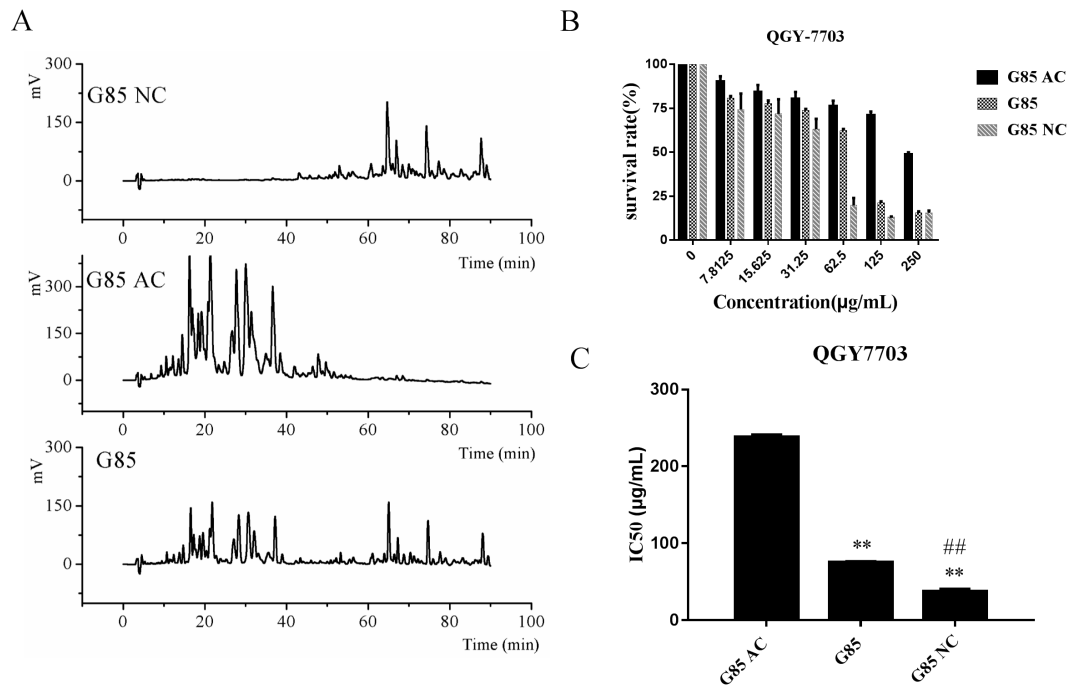 A
300
mV
G85 NC
150
0
0 20 40 60 80 100
Time (min)
300
mV
G85 AC
150
0
0 20 40 60 80 100
Time (min)
300
mV
G85
150
0
0 20 40 60 80 100
Time (min)
B
QGY-7703
survival rate(%)
100
75
50
25
0
0 7.8125 15.625 31.25 62.5 125 250
Concentration(μg/mL)
G85 AC
G85
G85 NC
C
QGY7703
IC50 (μg/mL)
300
200
100
0
**
##
**
G85 AC G85 G85 NC